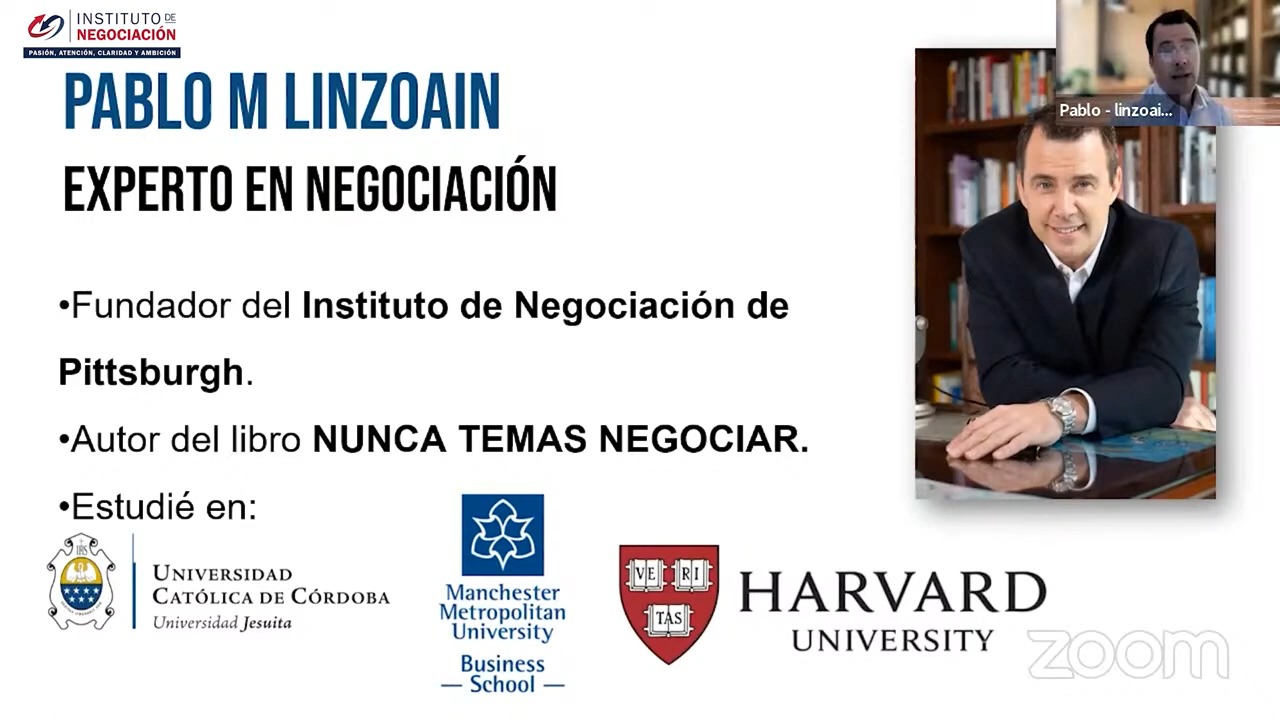 INSTITUTO DE
NEGOCIACIÓN
PASIÓN, ATENCIÓN, CLARIDAD Y AMBICIÓN
PABLO M LINZOAIN
EXPERTO EN NEGOCIACIÓN
Pablo - linzoai...
•Fundador del Instituto de Negociación de
Pittsburgh.
•Autor del libro NUNCA TEMAS NEGOCIAR.
•Estudié en:
IHS
UNIVERSIDAD
CATÓLICA DE CÓRDOBA
Universidad Jesuita
Manchester
Metropolitan
University
Business
School
VE RI
TAS
HARVARD
UNIVERSITY
zoom